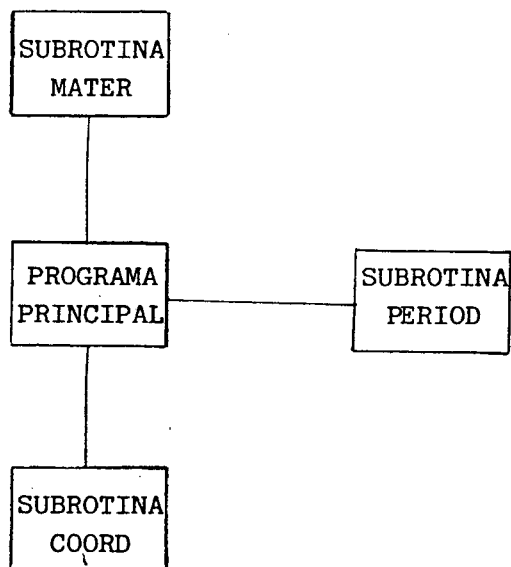 SUBROTINA
MATER
PROGRAMA
PRINCIPAL
SUBROTINA
PERIOD
SUBROTINA
COORD